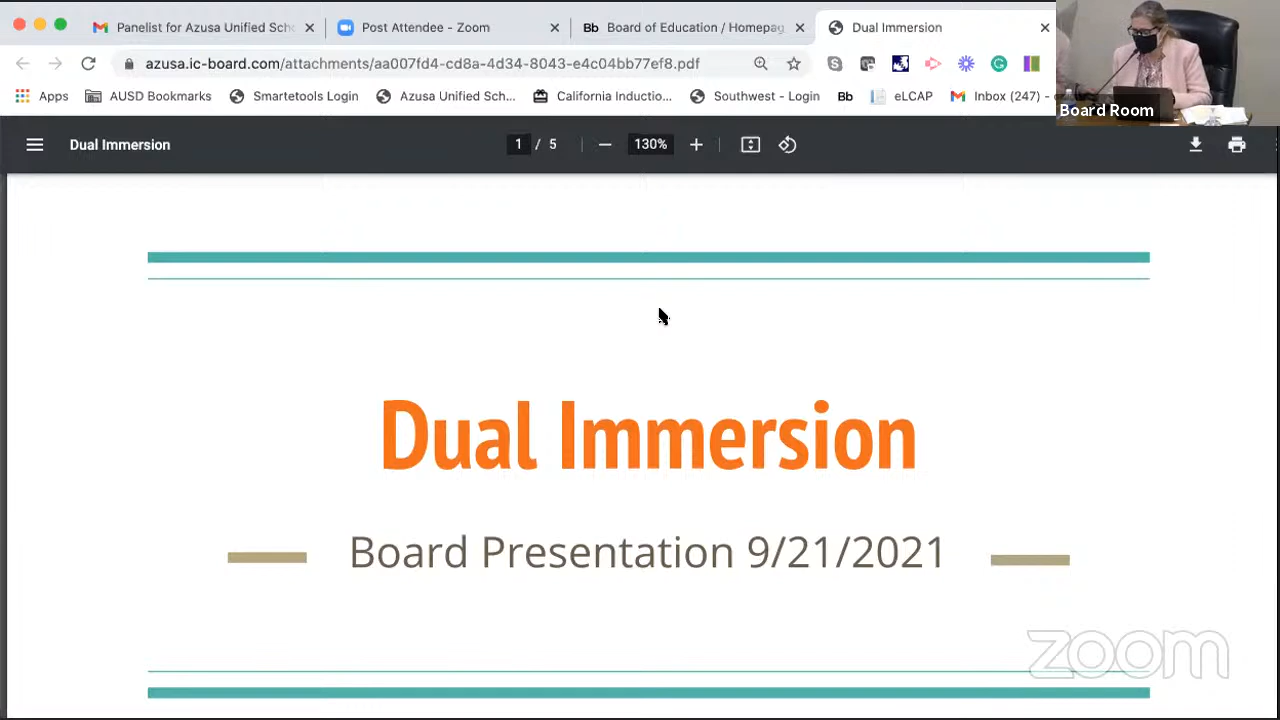 Panelist for Azusa Unified Sch
Post Attendee - Zoom
Bb Board of Education / Homepag
Dual Immersion
azusa.ic-board.com/attachments/aa007fd4-cd8a-4d34-8043-e4c04bb77ef8.pdf
Apps
AUSD Bookmarks
Smartetools Login
Azusa Unified Sch...
California Inductio...
Southwest - Login
Bb
eLCAP
Inbox (247) -
Board Room
Dual Immersion
1 / 5
130%
Dual Immersion
Board Presentation 9/21/2021
zoom